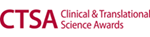 CTSA Clinical & Translational
Science Awards